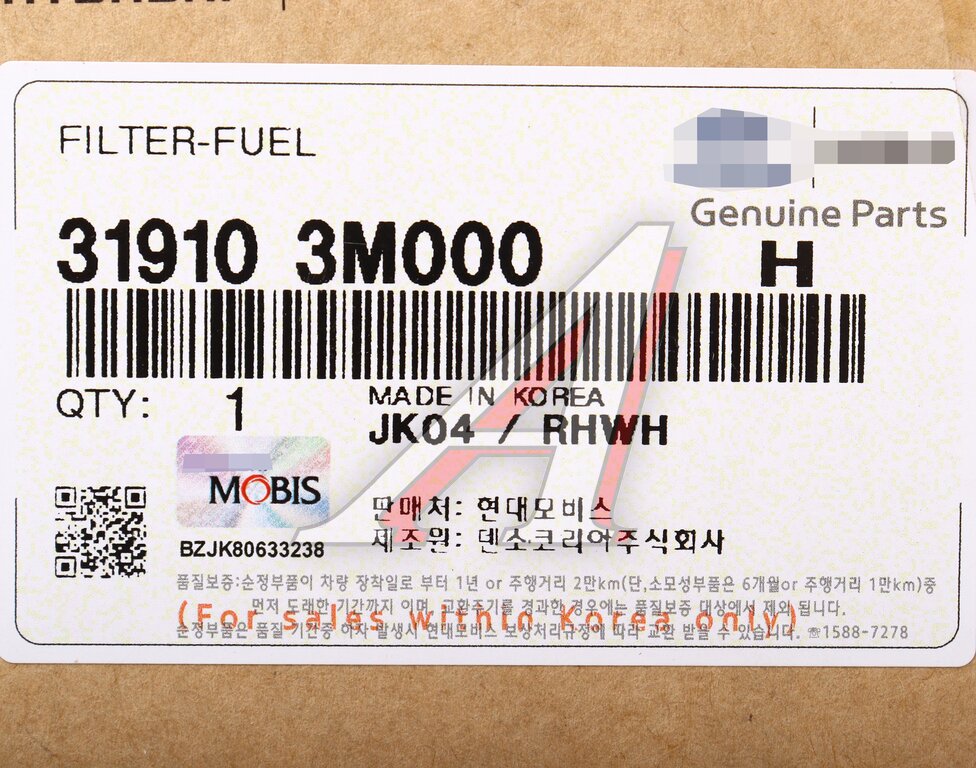 FILTER-FUEL
Genuine Parts
31910 3M000
H
QTY: 1
MADE IN KOREA
JK04 / RHWH
MOBIS
BZJK80633238
판매처: 현대모비스
제조원: 덴소코리아주식회사
품질보증:순정부품이 차량 장착일로 부터 1년 or 주행거리 2만km(단,소모성부품은 6개월or 주행거리 1만km)중
먼저 도래한 기간까지 이며, 교환주기를 경과한 경우에는 품질보증 대상에서 제외 됩니다.
(For sales within Korea only)
순정부품은 품질 기간중 하자 발생시 현대모비스 보상처리규정에 따라 교환 받을 수 있습니다. ☏1588-7278